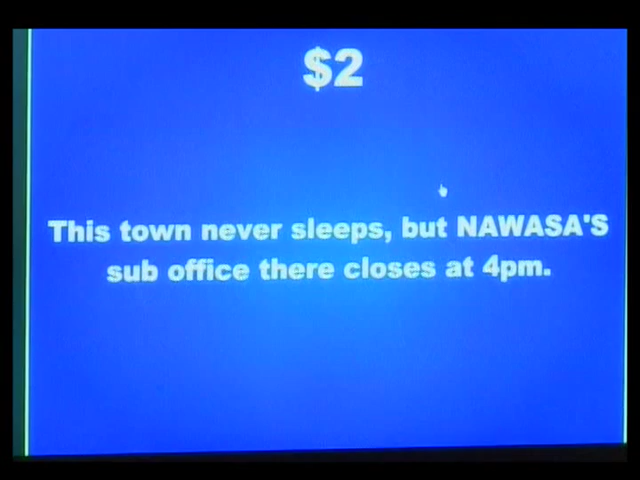 $2
This town never sleeps, but NAWASA'S
sub office there closes at 4pm.